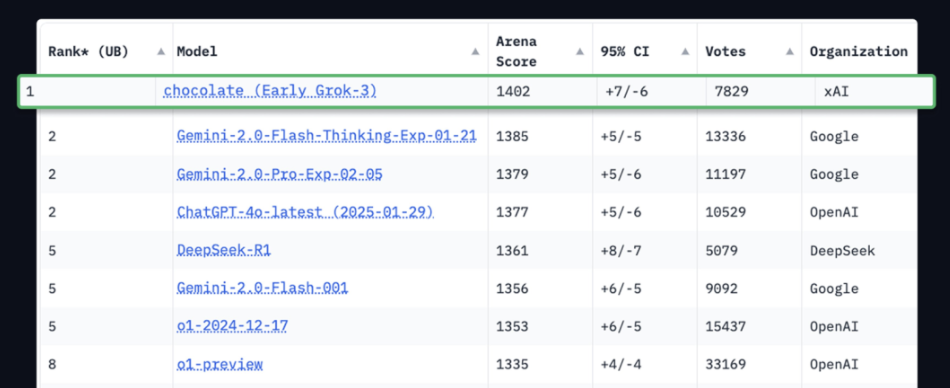 Rank* (UB) ▲ Model ▲ Arena Score ▲ 95% CI ▲ Votes ▲ Organization
1 chocolate (Early Grok-3) 1402 +7/-6 7829 xAI
2 Gemini-2.0-Flash-Thinking-Exp-01-21 1385 +5/-5 13336 Google
2 Gemini-2.0-Pro-Exp-02-05 1379 +5/-6 11197 Google
2 ChatGPT-4o-latest (2025-01-29) 1377 +5/-6 10529 OpenAI
5 DeepSeek-R1 1361 +8/-7 5079 DeepSeek
5 Gemini-2.0-Flash-001 1356 +6/-5 9092 Google
5 o1-2024-12-17 1353 +6/-5 15437 OpenAI
8 o1-preview 1335 +4/-4 33169 OpenAI